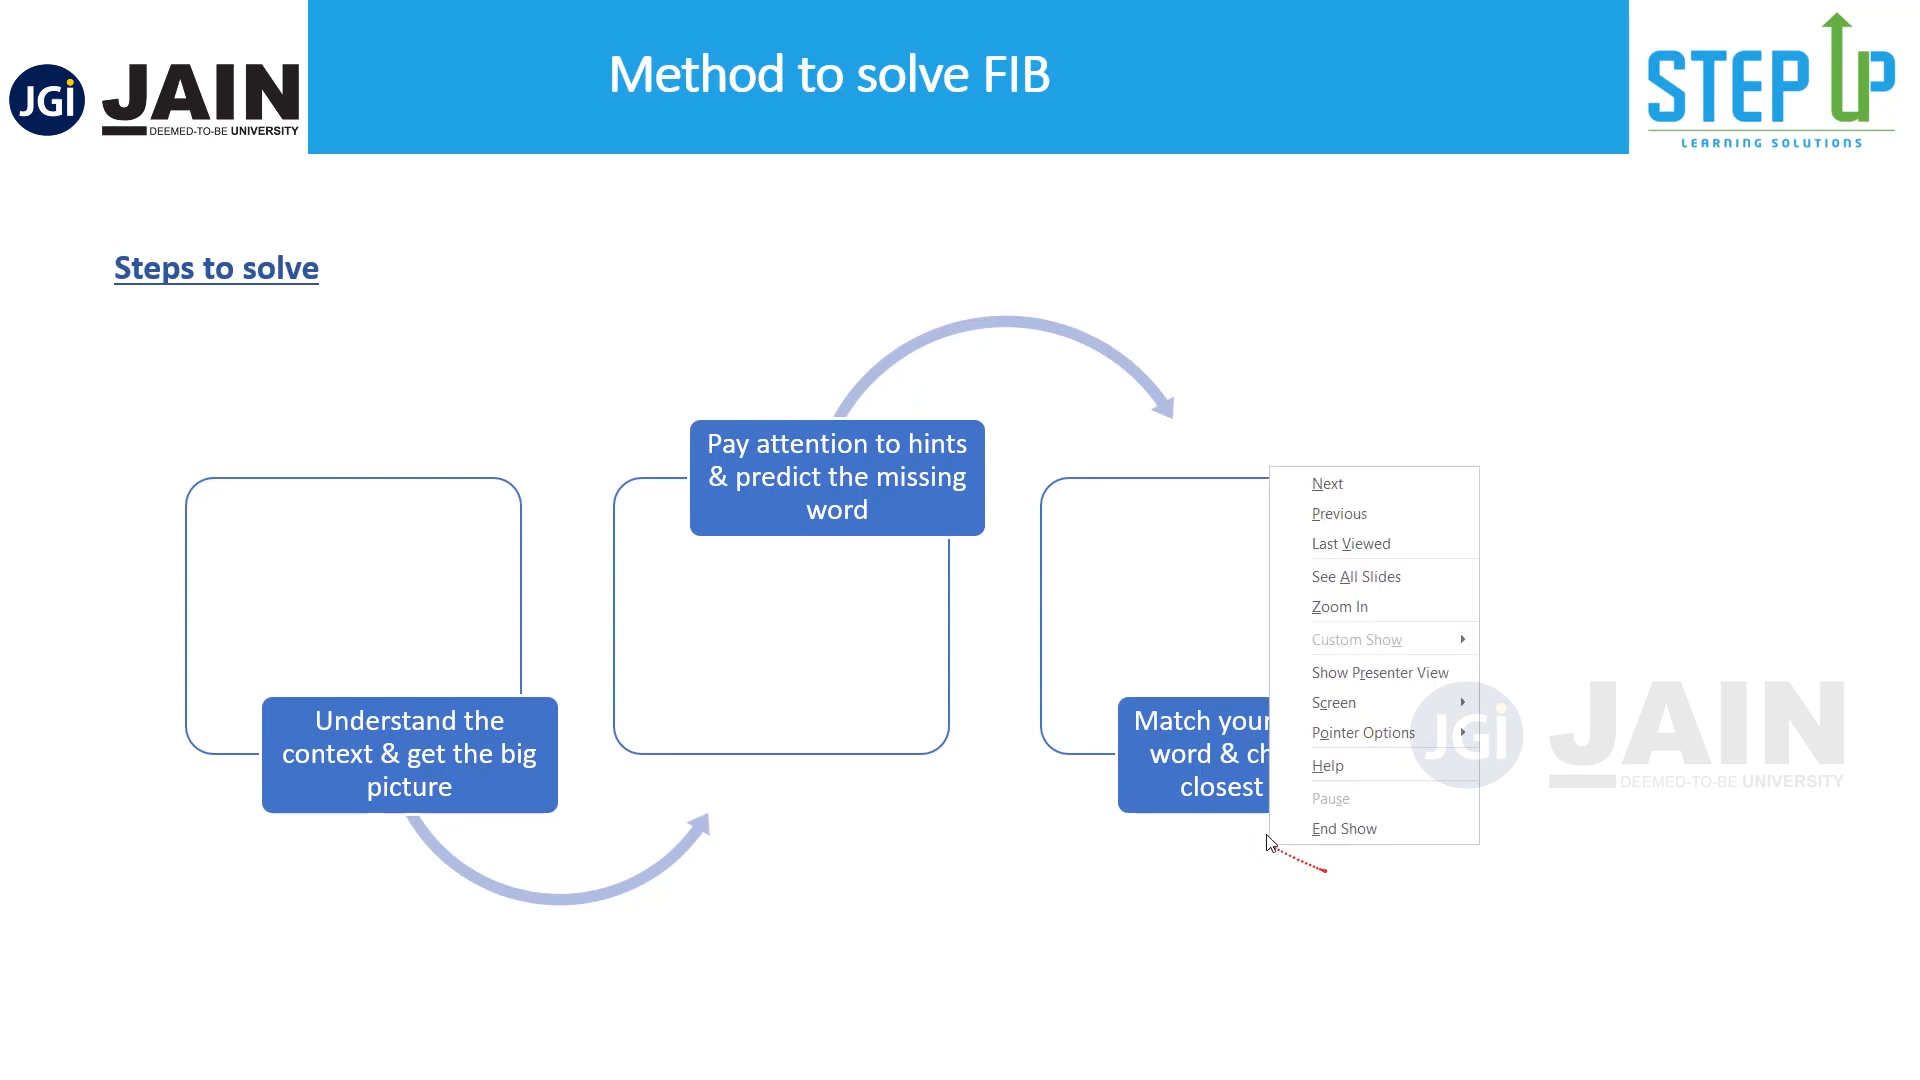 JGi JAIN
DEEMED-TO-BE UNIVERSITY
Method to solve FIB
STEP UP
LEARNING SOLUTIONS
Steps to solve
Pay attention to hints
& predict the missing
word
Understand the
context & get the big
picture
Match your
word &
closest
Next
Previous
Last Viewed
See All Slides
Zoom In
Custom Show
Show Presenter View
Screen
Pointer Options
Help
Pause
End Show
JGi JAIN
DEEMED-TO-BE UNIVERSITY